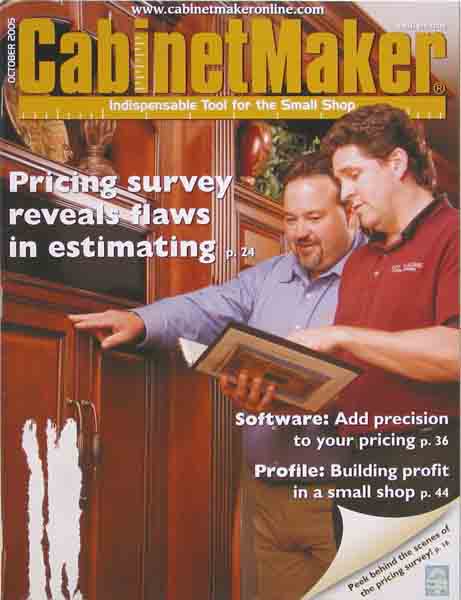 www.cabinetmakeronline.com
OCTOBER 2005
CabinetMaker®
Indispensable Tool for the Small Shop
Pricing survey
reveals flaws
in estimating p. 24
Software: Add precision
to your pricing p. 36
Profile: Building profit
in a small shop p. 44
Peek behind the scenes of
the pricing survey! p. 16